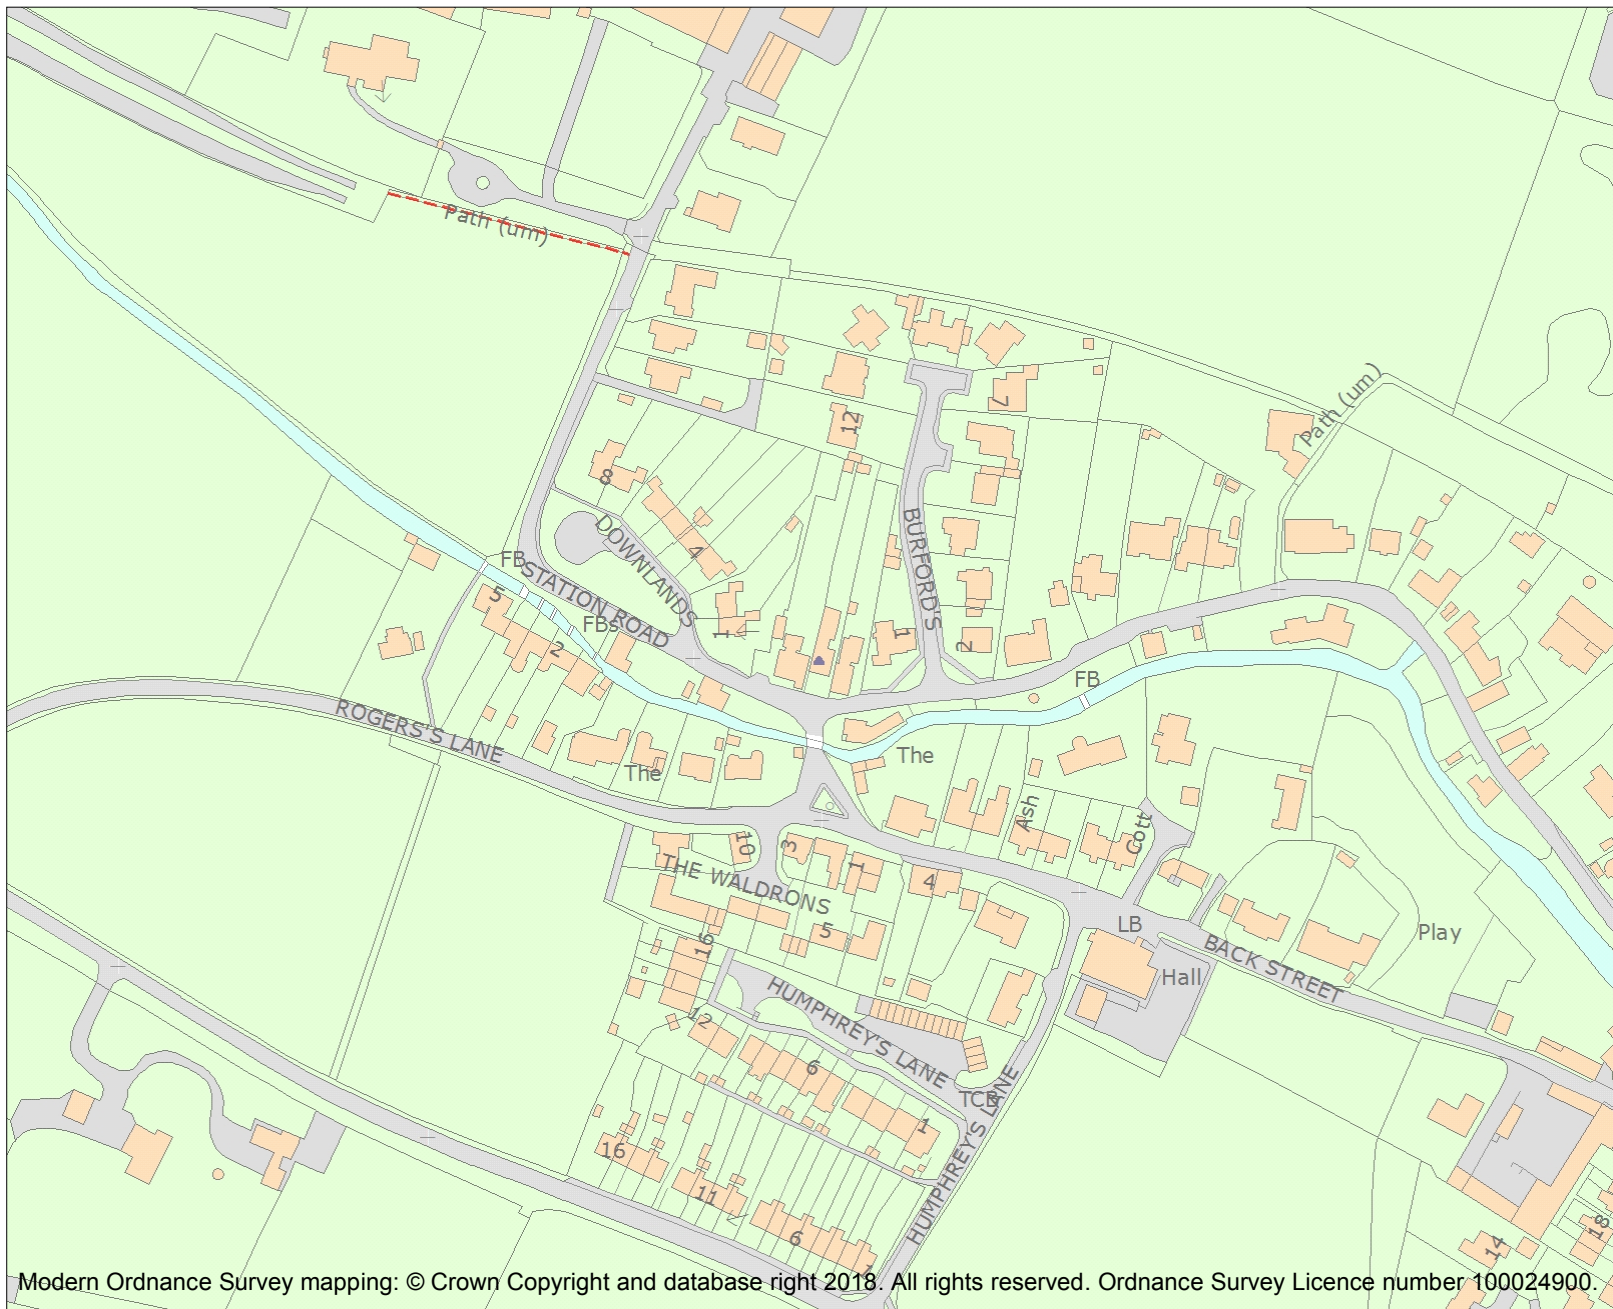 Path (um)
Path (um)
7
12
8
DOWNLANDS
4
BURFORD'S
FB
STATION ROAD
5
FBs
2
1
1
2
FB
ROGERS'S LANE
The
The
Ash
Cott
10
3
1
THE WALDRONS
4
5
16
LB
Play
BACK STREET
Hall
HUMPHREY'S LANE
12
6
TCB
1
HUMPHREY'S LANE
16
11
6
1
14
18
Modern Ordnance Survey mapping: © Crown Copyright and database right 2018. All rights reserved. Ordnance Survey Licence number 100024900.